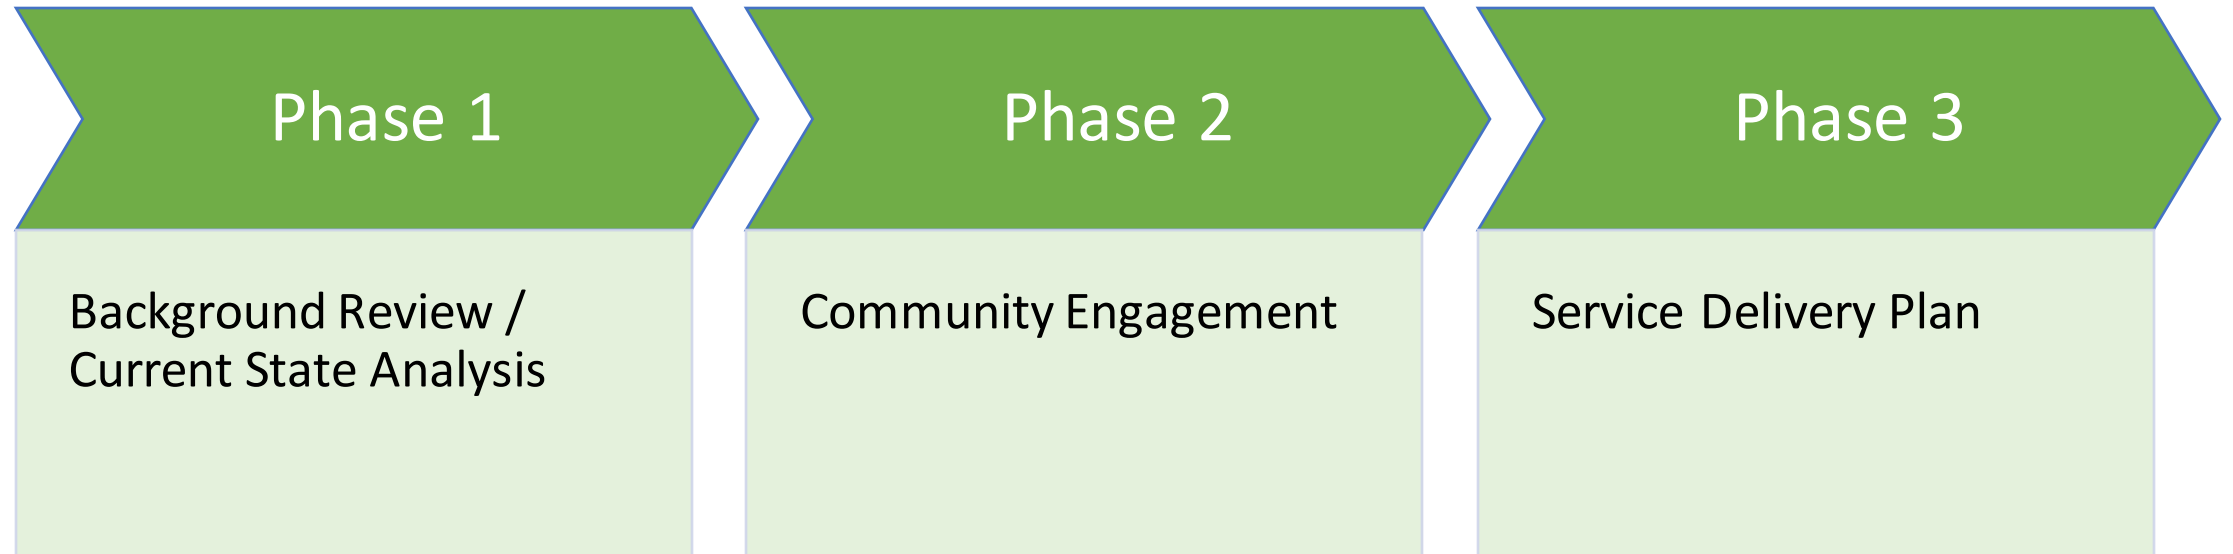 Phase 1
Background Review /
Current State Analysis
Phase 2
Community Engagement
Phase 3
Service Delivery Plan